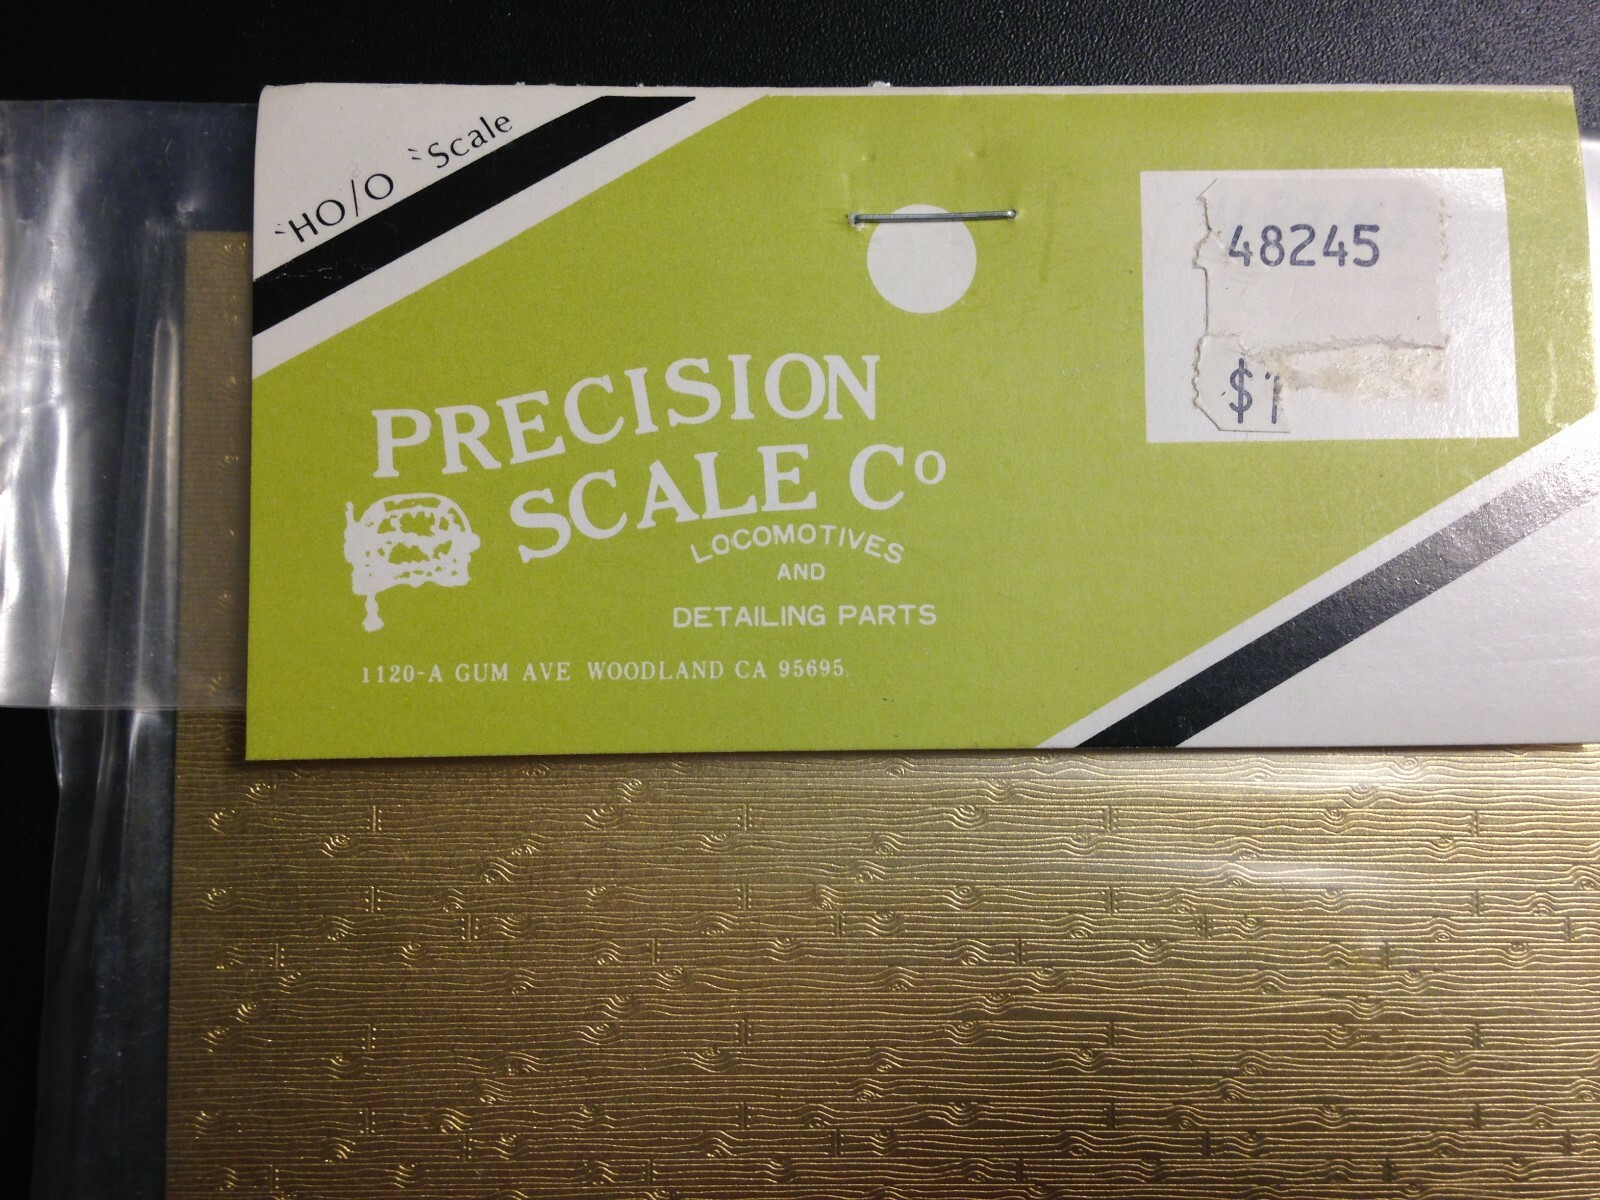 "HO/O "Scale
48245
$1
PRECISION
SCALE Co
LOCOMOTIVES
AND
DETAILING PARTS
1120-A GUM AVE WOODLAND CA 95695